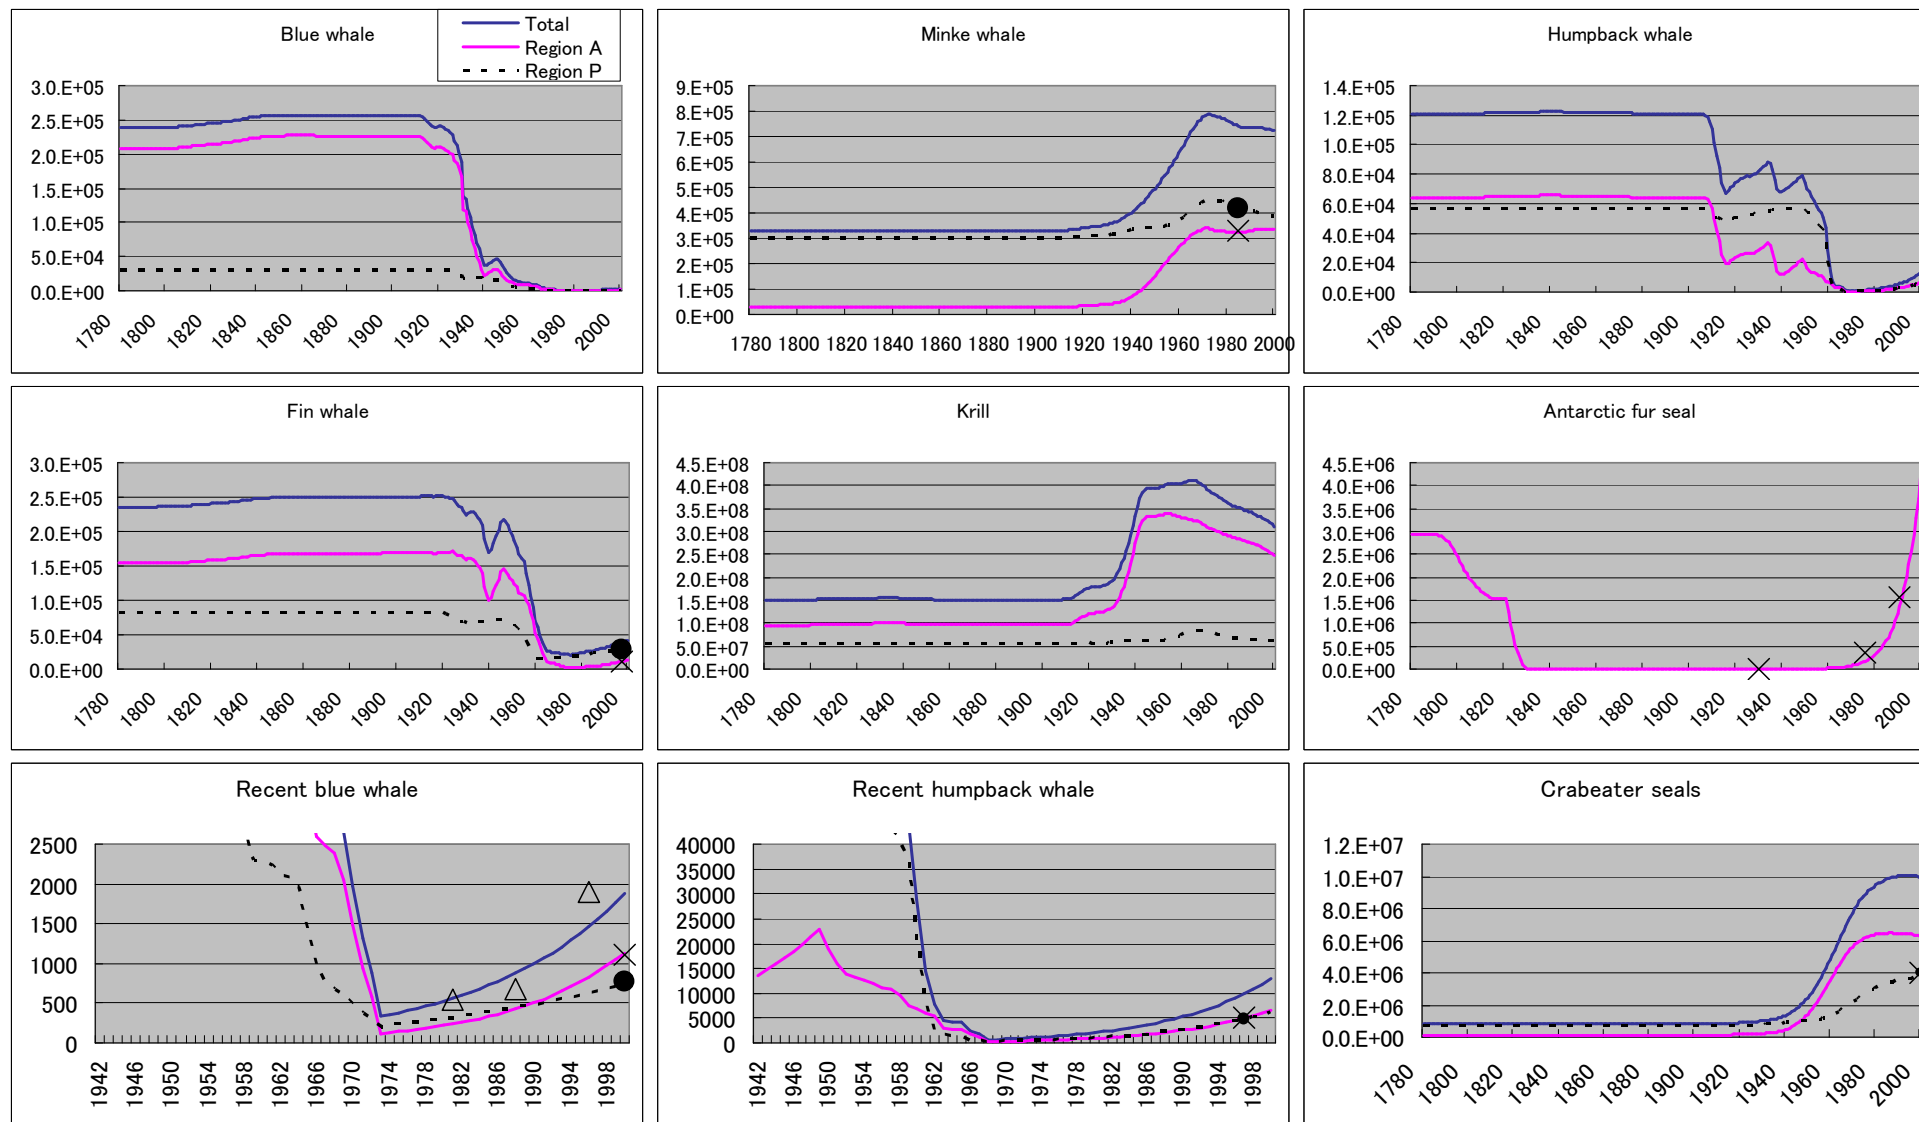 Blue whale
Total
Region A
Region P
3.0.E+05
2.5.E+05
2.0.E+05
1.5.E+05
1.0.E+05
5.0.E+04
0.0.E+00
1780 1800 1820 1840 1860 1880 1900 1920 1940 1960 1980 2000
Minke whale
9.E+05
8.E+05
7.E+05
6.E+05
5.E+05
4.E+05
3.E+05
2.E+05
1.E+05
0.E+00
1780 1800 1820 1840 1860 1880 1900 1920 1940 1960 1980 2000
Humpback whale
1.4.E+05
1.2.E+05
1.0.E+05
8.0.E+04
6.0.E+04
4.0.E+04
2.0.E+04
0.0.E+00
1780 1800 1820 1840 1860 1880 1900 1920 1940 1960 1980 2000
Fin whale
3.0.E+05
2.5.E+05
2.0.E+05
1.5.E+05
1.0.E+05
5.0.E+04
0.0.E+00
1780 1800 1820 1840 1860 1880 1900 1920 1940 1960 1980 2000
Krill
4.5.E+08
4.0.E+08
3.5.E+08
3.0.E+08
2.5.E+08
2.0.E+08
1.5.E+08
1.0.E+08
5.0.E+07
0.0.E+00
1780 1800 1820 1840 1860 1880 1900 1920 1940 1960 1980 2000
Antarctic fur seal
4.5.E+06
4.0.E+06
3.5.E+06
3.0.E+06
2.5.E+06
2.0.E+06
1.5.E+06
1.0.E+06
5.0.E+05
0.0.E+00
1780 1800 1820 1840 1860 1880 1900 1920 1940 1960 1980 2000
Recent blue whale
2500
2000
1500
1000
500
0
1942 1946 1950 1954 1958 1962 1966 1970 1974 1978 1982 1986 1990 1994 1998
Recent humpback whale
40000
35000
30000
25000
20000
15000
10000
5000
0
1942 1946 1950 1954 1958 1962 1966 1970 1974 1978 1982 1986 1990 1994 1998
Crabeater seals
1.2.E+07
1.0.E+07
8.0.E+06
6.0.E+06
4.0.E+06
2.0.E+06
0.0.E+00
1780 1800 1820 1840 1860 1880 1900 1920 1940 1960 1980 2000